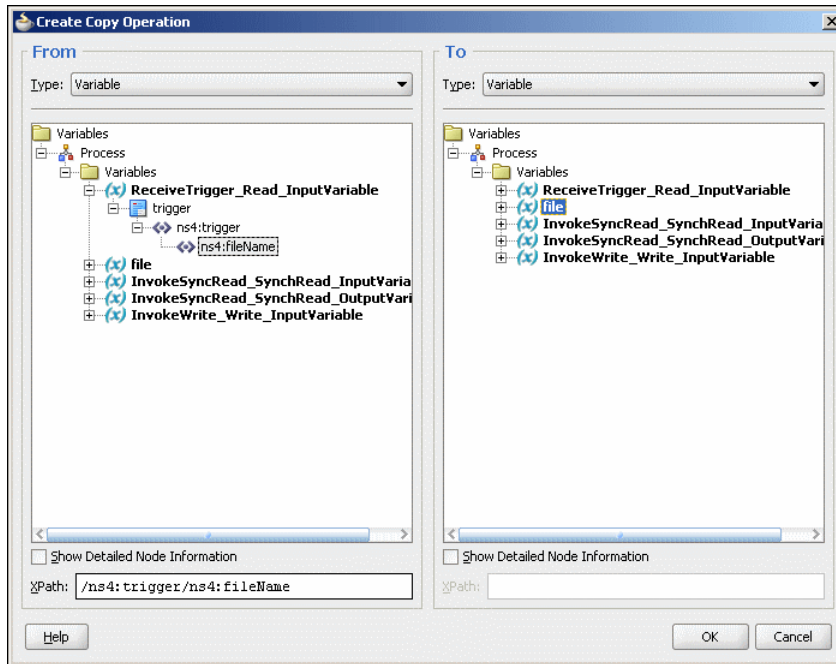 Create Copy Operation
From
Type: Variable
Variables
Process
Variables
(x) ReceiveTrigger_Read_InputVariable
trigger
ns4:trigger
ns4:fileName
(x) file
(x) InvokeSyncRead_SynchRead_InputVaria
(x) InvokeSyncRead_SynchRead_OutputVari
(x) InvokeWrite_Write_InputVariable
Show Detailed Node Information
XPath: /ns4:trigger/ns4:fileName
To
Type: Variable
Variables
Process
Variables
(x) ReceiveTrigger_Read_InputVariable
(x) file
(x) InvokeSyncRead_SynchRead_InputVaria
(x) InvokeSyncRead_SynchRead_OutputVari
(x) InvokeWrite_Write_InputVariable
Show Detailed Node Information
XPath:
Help
OK
Cancel